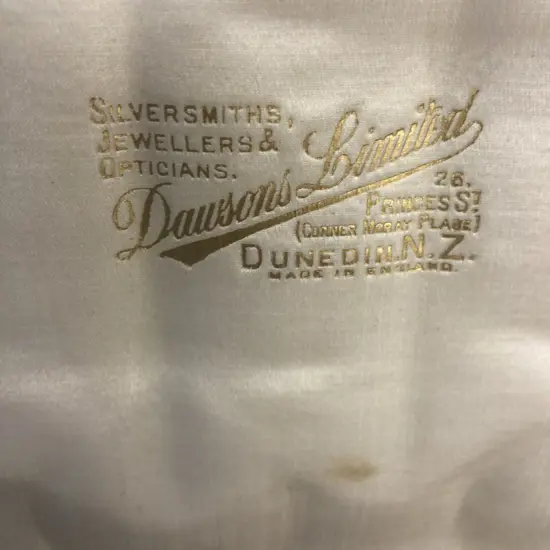 SILVERSMITHS,
JEWELLERS &
OPTICIANS.
Dawsons Limited
26.
PRINCES ST
(CORNER MORAY PLACE)
DUNEDIN. N.Z.
MADE IN ENGLAND.